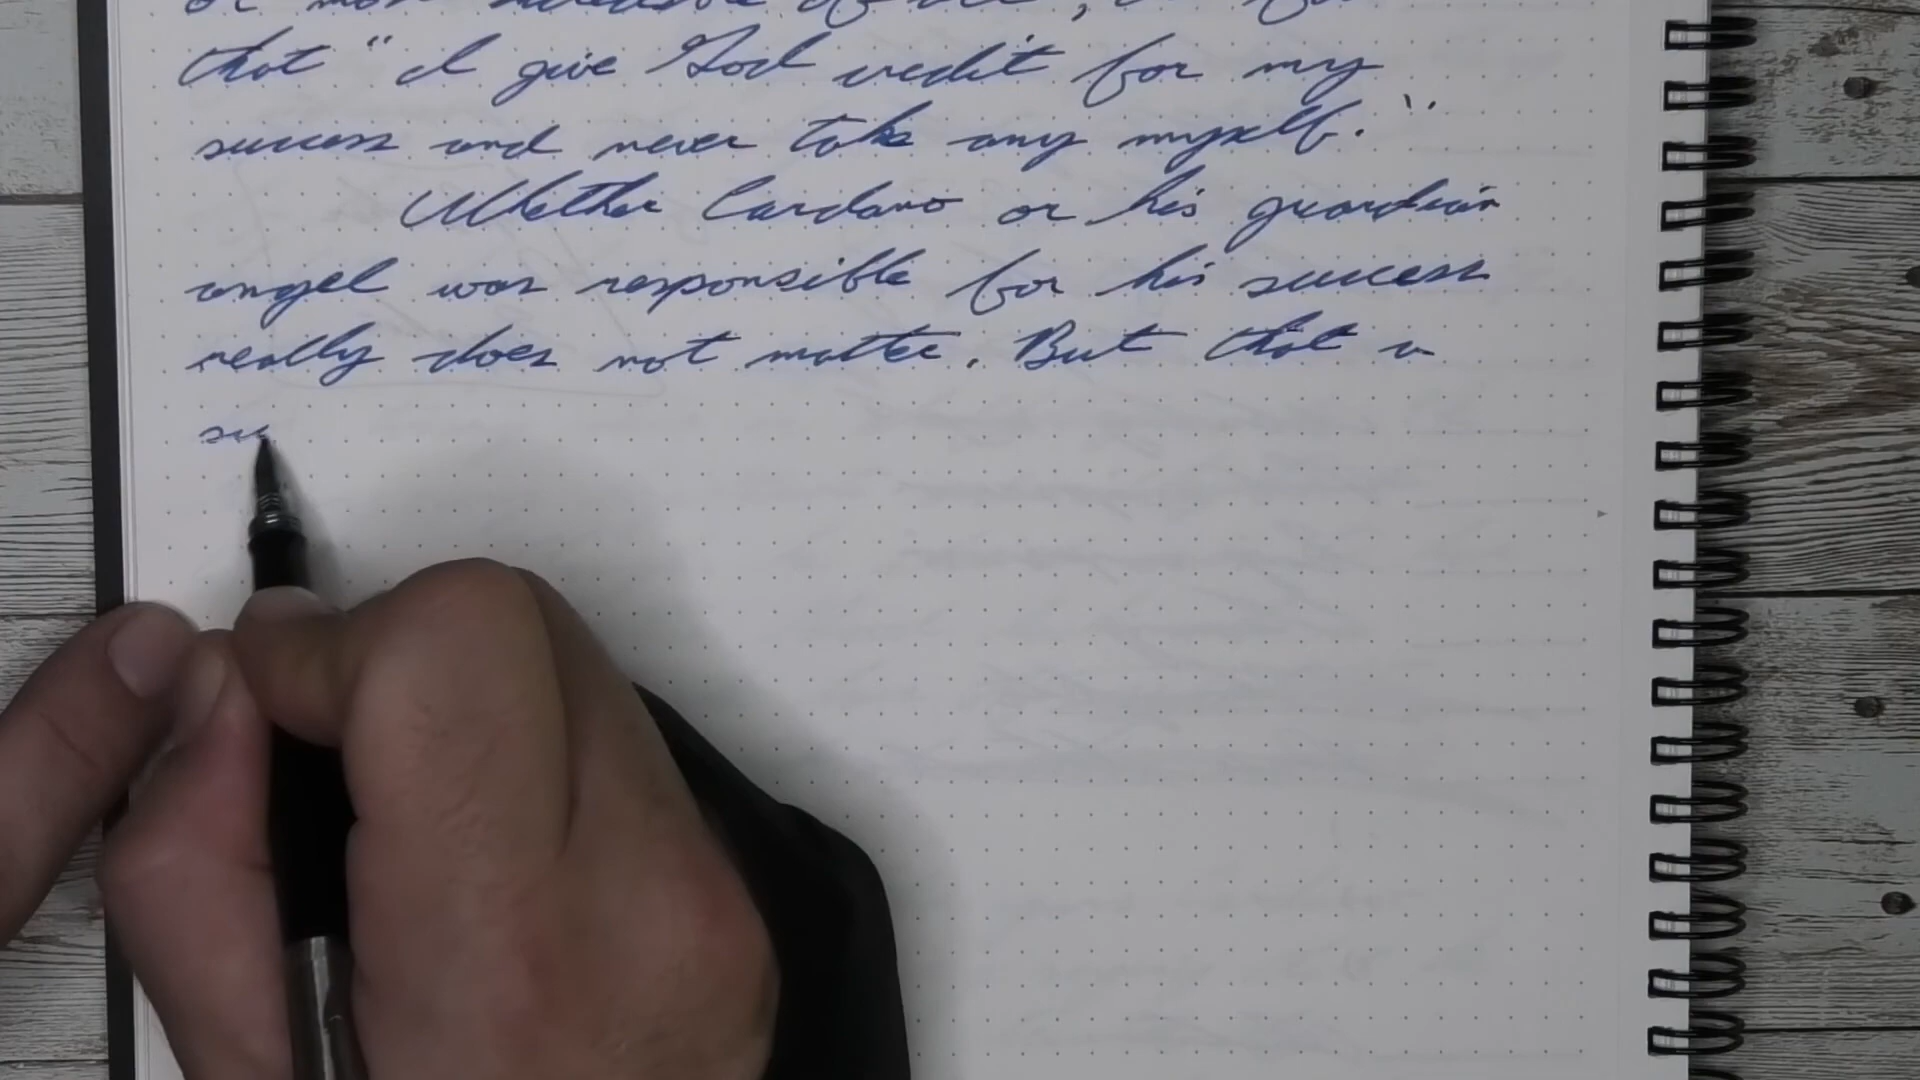 that "I give God credit for my
success and never take any myself."
Whether Cardano or his guardian
angel was responsible for his success
really does not matter. But that a
su